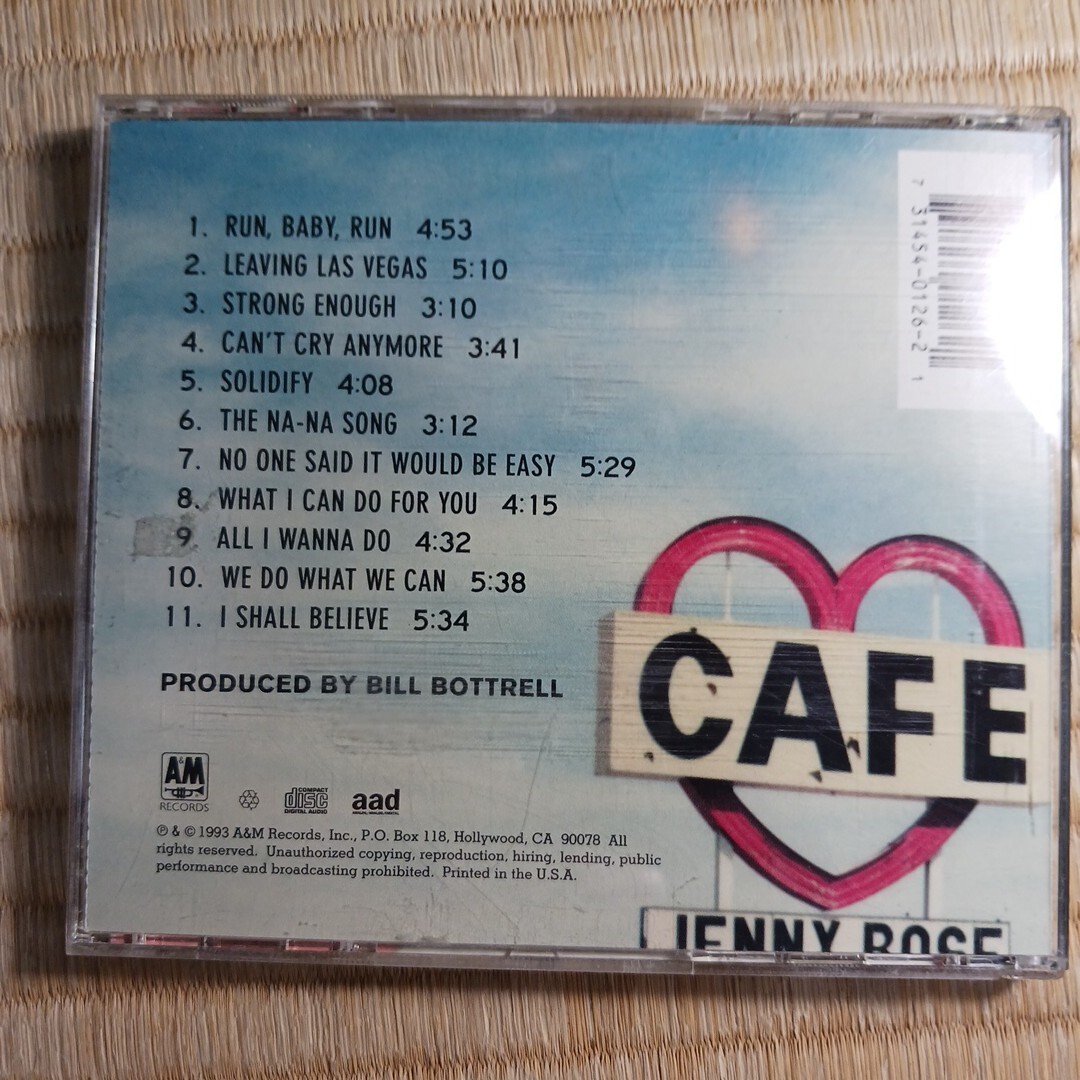 1. RUN, BABY, RUN 4:53
2. LEAVING LAS VEGAS 5:10
3. STRONG ENOUGH 3:10
4. CAN'T CRY ANYMORE 3:41
5. SOLIDIFY 4:08
6. THE NA-NA SONG 3:12
7. NO ONE SAID IT WOULD BE EASY 5:29
8. WHAT I CAN DO FOR YOU 4:15
9. ALL I WANNA DO 4:32
10. WE DO WHAT WE CAN 5:38
11. I SHALL BELIEVE 5:34
PRODUCED BY BILL BOTTRELL
7 31454-0126-2 1
CAFE
JENNY ROSE
A&M
RECORDS
COMPACT
disc
DIGITAL AUDIO
aad
℗ & © 1993 A&M Records, Inc., P.O. Box 118, Hollywood, CA 90078 All
rights reserved. Unauthorized copying, reproduction, hiring, lending, public
performance and broadcasting prohibited. Printed in the U.S.A.